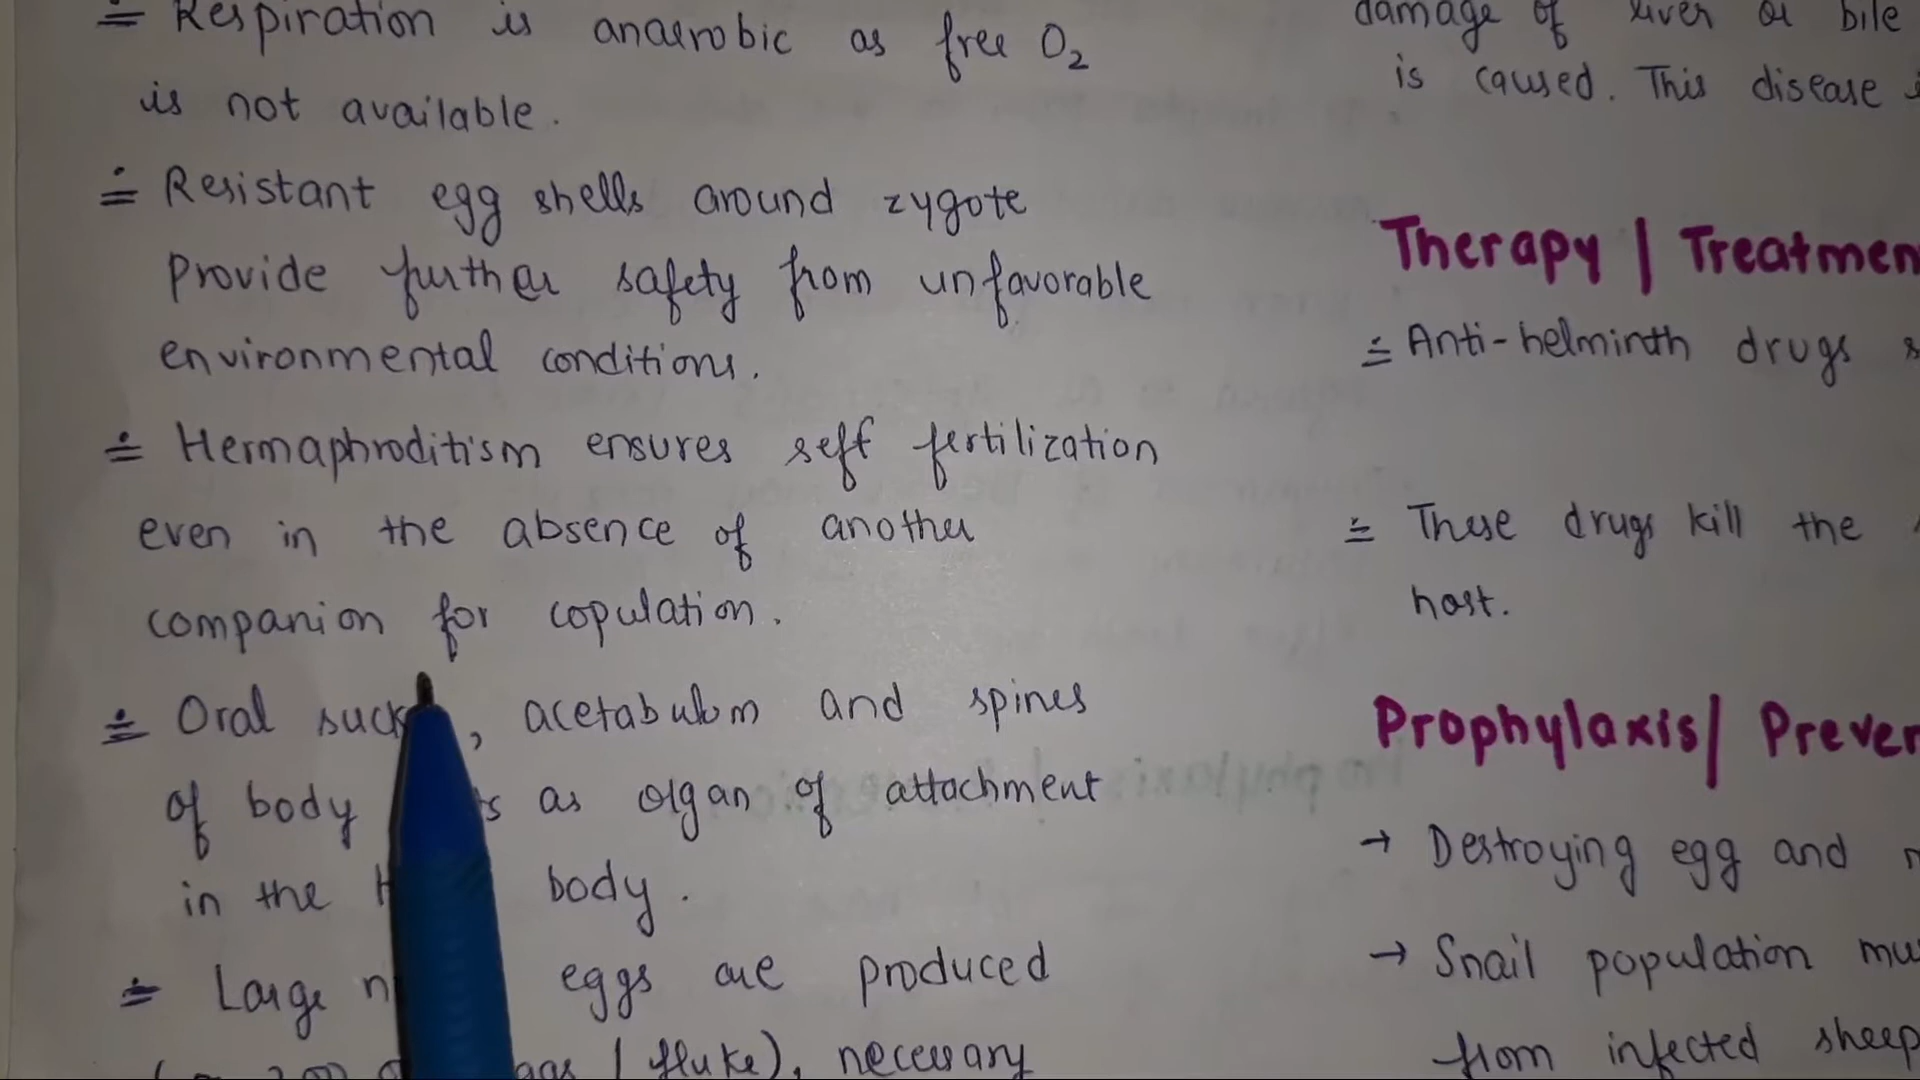 Respiration is anaerobic as free O2
is not available.
Resistant egg shells around zygote
Provide further safety from unfavorable
environmental conditions.
Hermaphroditism ensures self fertilization
even in the absence of another
companion for copulation.
Oral , acetabulum and spines
of body as organ of attachment
in the body.
Large eggs are produced
/ fluke), necessary
damage of liver or bile
is caused. This disease
Therapy | Treatmen
Anti-helminth drugs
These drugs kill the
host.
Prophylaxis | Preven
→ Destroying egg and
→ Snail population mu
from infected sheep